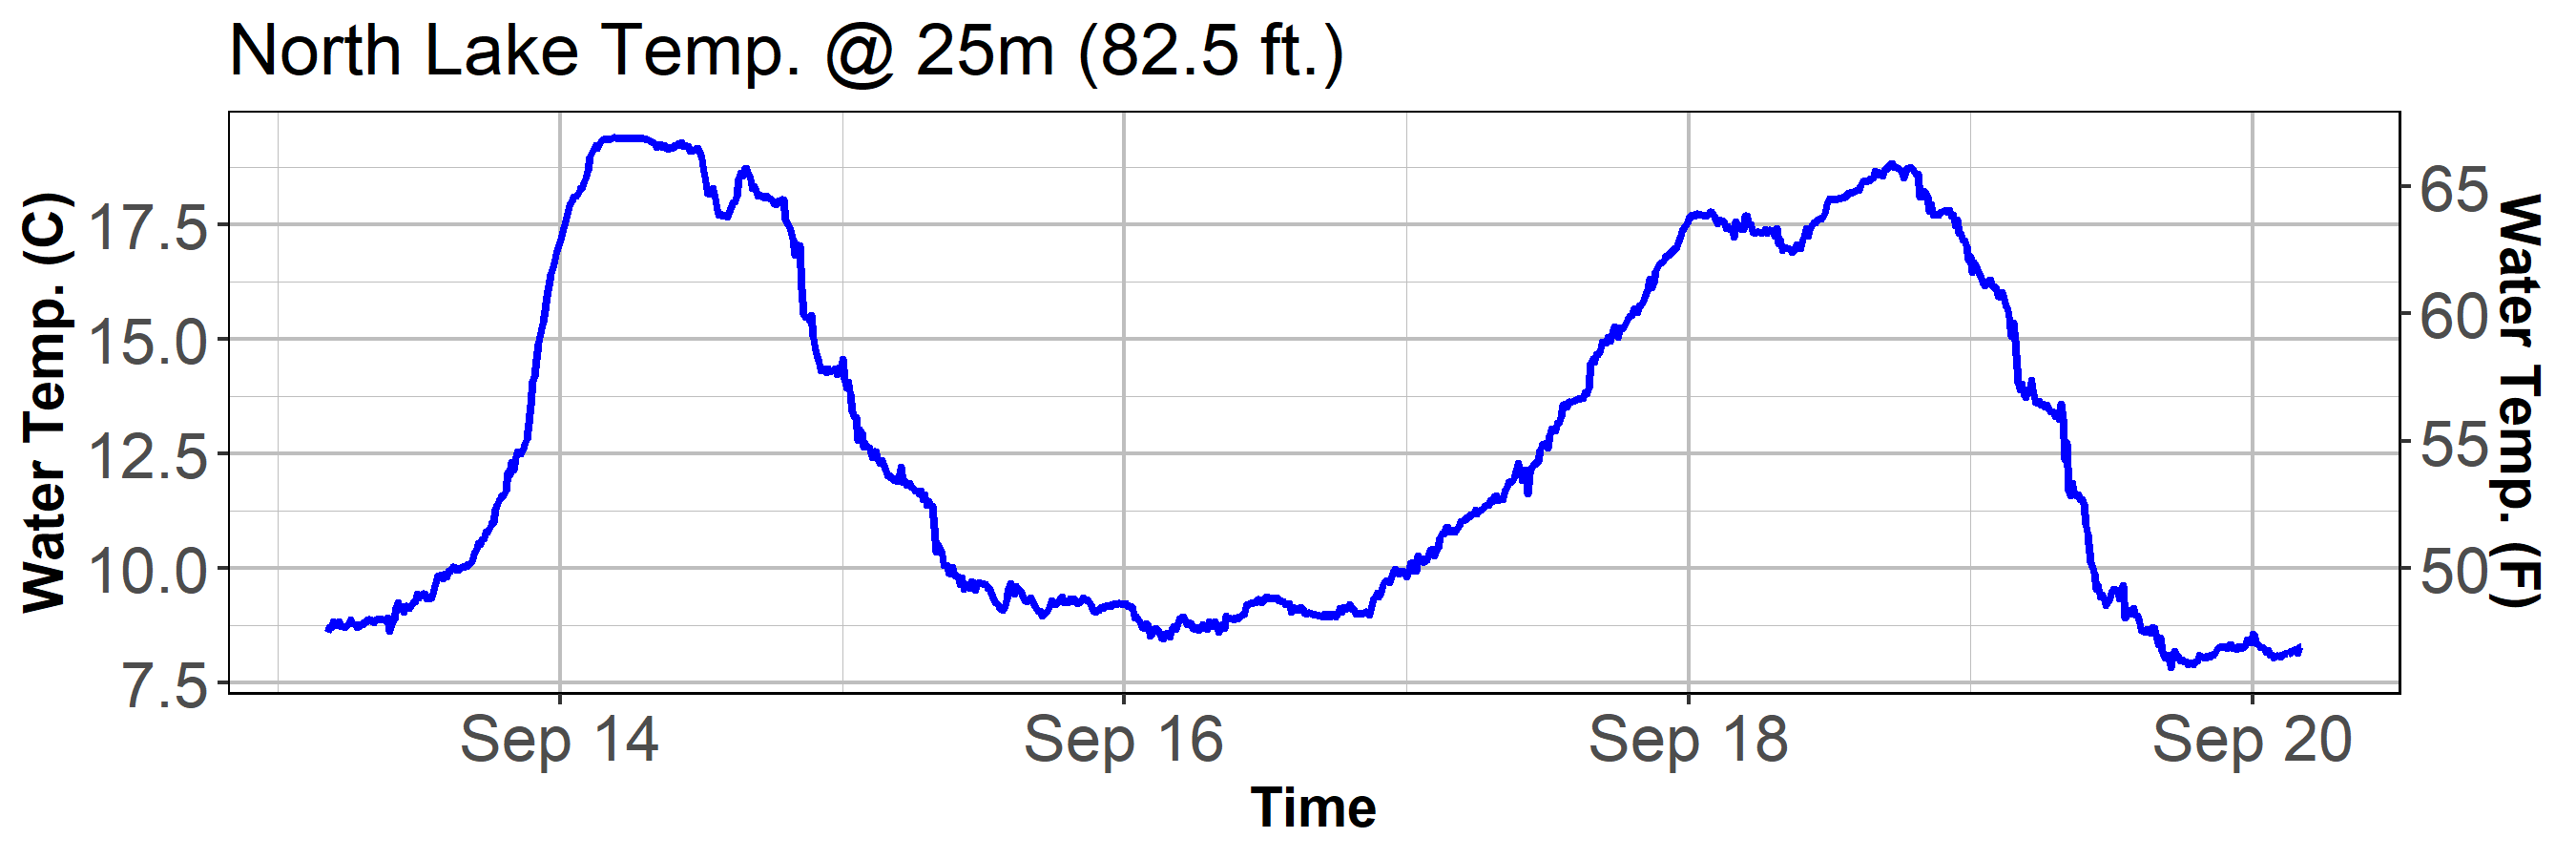 North Lake Temp. @ 25m (82.5 ft.)
Water Temp. (C)
17.5
15.0
12.5
10.0
7.5
65
60
55
50
Water Temp. (F)
Sep 14
Sep 16
Sep 18
Sep 20
Time